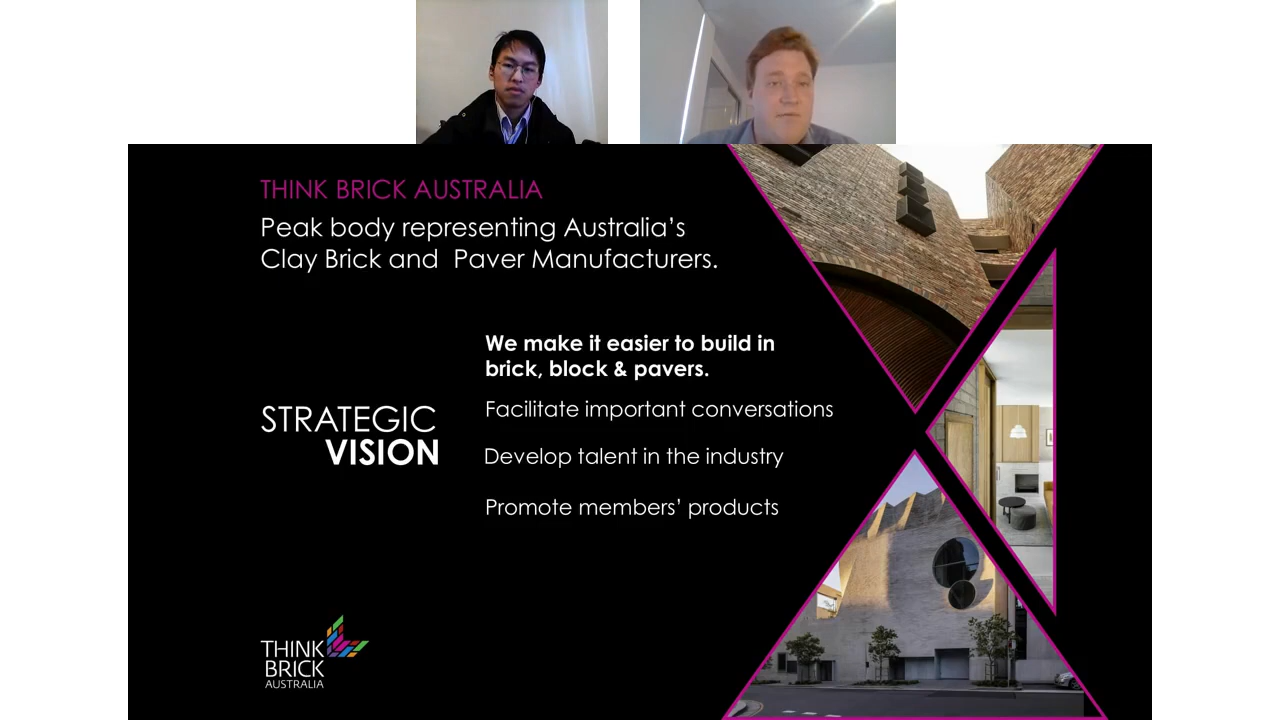 THINK BRICK AUSTRALIA
Peak body representing Australia's
Clay Brick and  Paver Manufacturers.
We make it easier to build in
brick, block & pavers.
STRATEGIC
VISION
Facilitate important conversations
Develop talent in the industry
Promote members' products
THINK
BRICK
AUSTRALIA